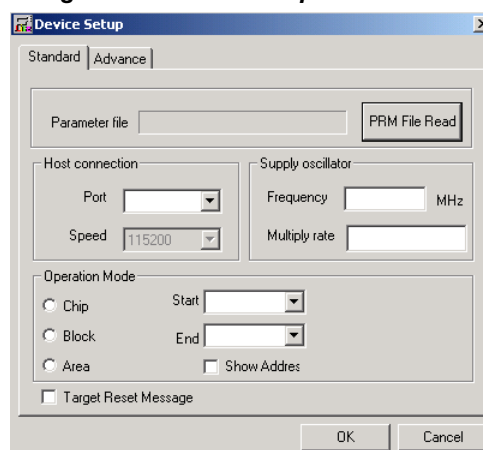 Device Setup
Standard Advance
Parameter file PRM File Read
Host connection
Port
Speed 115200
Supply oscillator
Frequency MHz
Multiply rate
Operation Mode
Chip Start
Block End
Area Show Addres
Target Reset Message
OK Cancel